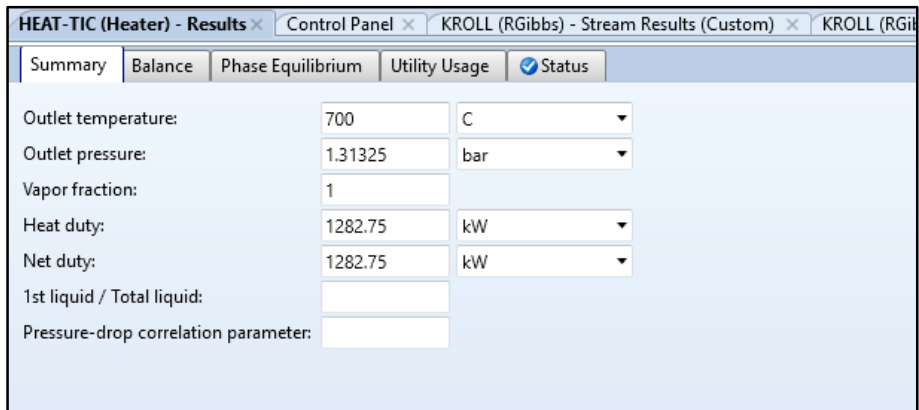 HEAT-TIC (Heater) - Results × Control Panel × KROLL (RGibbs) - Stream Results (Custom) × KROLL (RGib
Summary Balance Phase Equilibrium Utility Usage Status
Outlet temperature: 700 C
Outlet pressure: 1.31325 bar
Vapor fraction: 1
Heat duty: 1282.75 kW
Net duty: 1282.75 kW
1st liquid / Total liquid:
Pressure-drop correlation parameter: